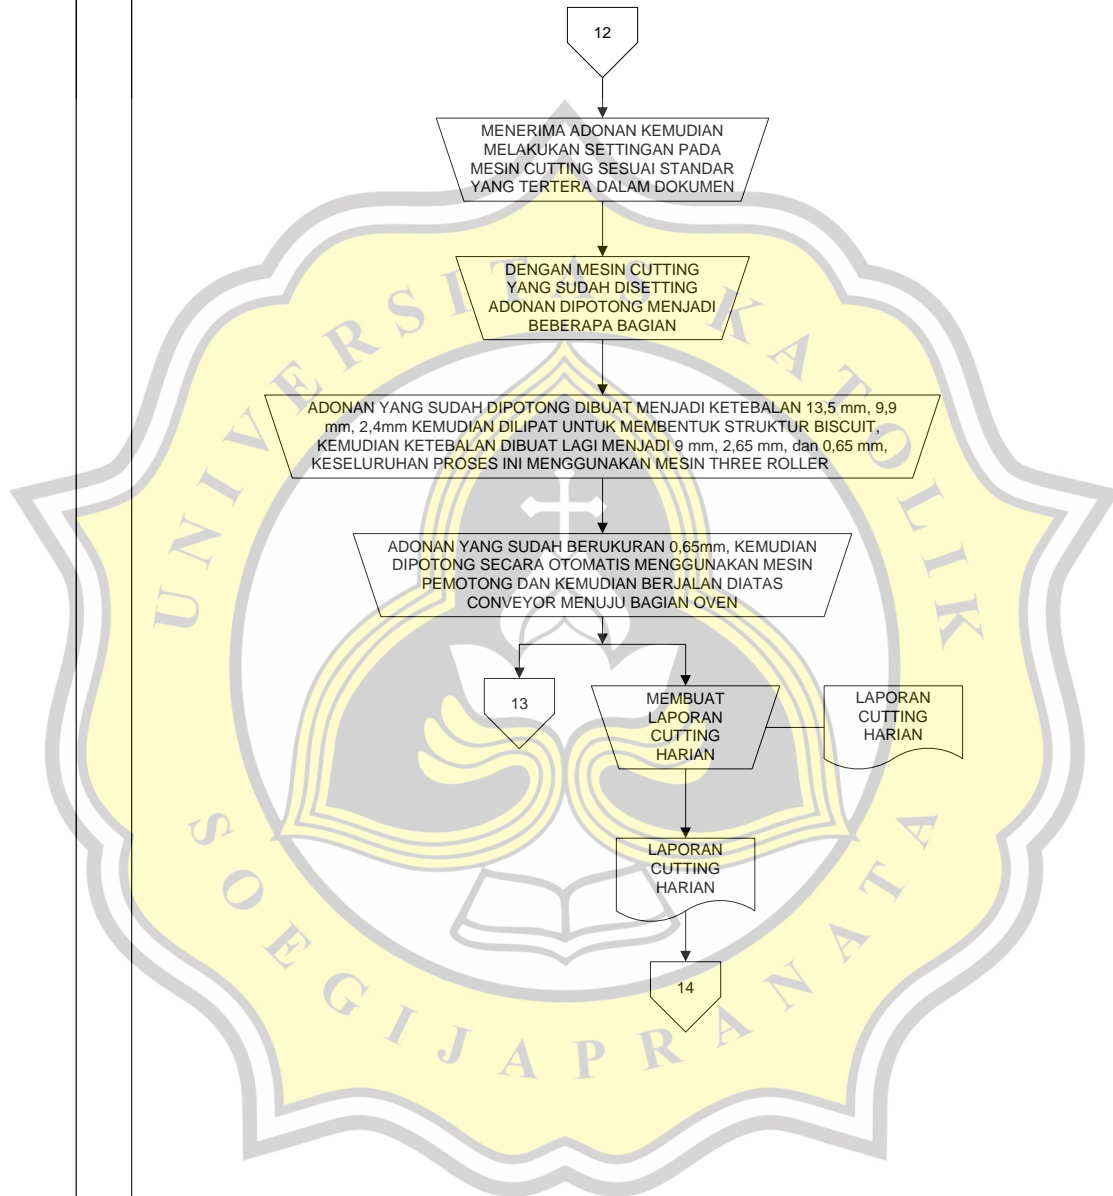 12
MENERIMA ADONAN KEMUDIAN
MELAKUKAN SETTINGAN PADA
MESIN CUTTING SESUAI STANDAR
YANG TERTERA DALAM DOKUMEN
DENGAN MESIN CUTTING
YANG SUDAH DISETTING
ADONAN DIPOTONG MENJADI
BEBERAPA BAGIAN
ADONAN YANG SUDAH DIPOTONG DIBUAT MENJADI KETEBALAN 13,5 mm, 9,9
mm, 2,4mm KEMUDIAN DILIPAT UNTUK MEMBENTUK STRUKTUR BISCUIT,
KEMUDIAN KETEBALAN DIBUAT LAGI MENJADI 9 mm, 2,65 mm, dan 0,65 mm,
KESELURUHAN PROSES INI MENGGUNAKAN MESIN THREE ROLLER
ADONAN YANG SUDAH BERUKURAN 0,65mm, KEMUDIAN
DIPOTONG SECARA OTOMATIS MENGGUNAKAN MESIN
PEMOTONG DAN KEMUDIAN BERJALAN DIATAS
CONVEYOR MENUJU BAGIAN OVEN
13
MEMBUAT
LAPORAN
CUTTING
HARIAN
LAPORAN
CUTTING
HARIAN
LAPORAN
CUTTING
HARIAN
14
UNIVERSITAS KATOLIK
SOEGIJAPRANATA